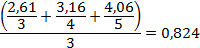 (2,61/3 + 3,16/4 + 4,06/5)/3 = 0,824